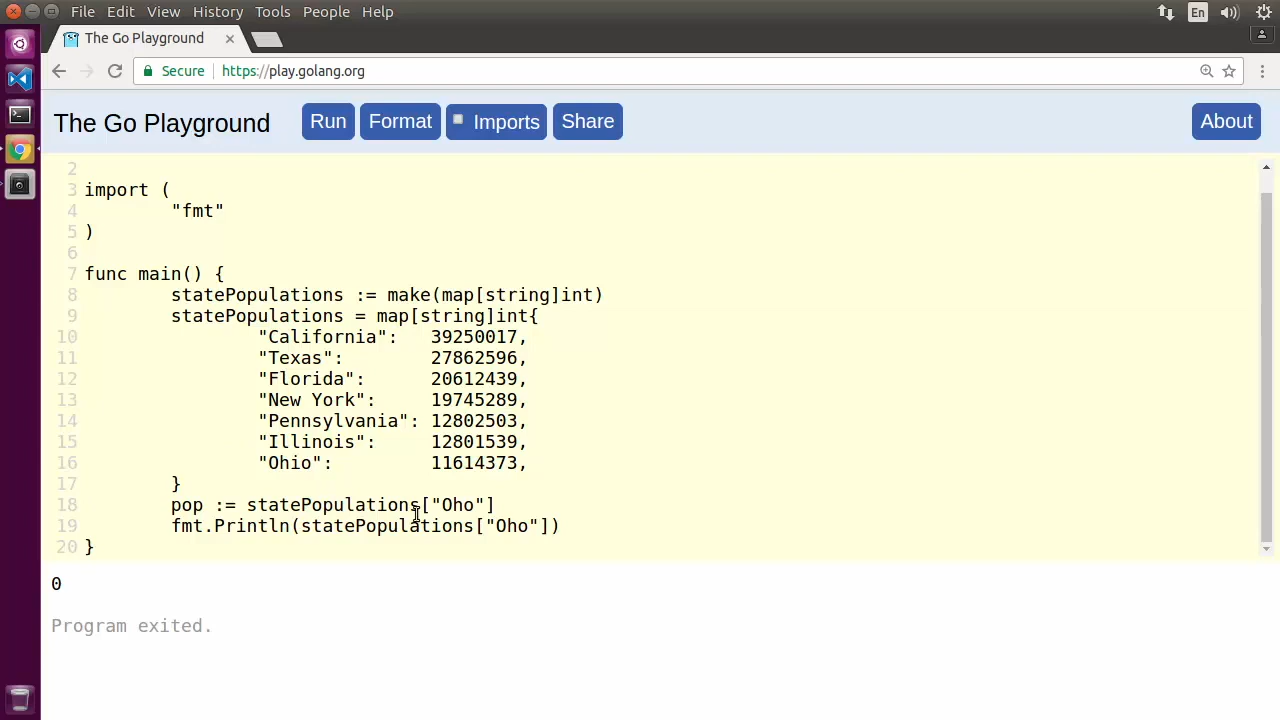 File Edit View History Tools People Help
En
The Go Playground
Secure https://play.golang.org
The Go Playground Run Format Imports Share About
2
3 import (
4 "fmt"
5 )
6
7 func main() {
8 statePopulations := make(map[string]int)
9 statePopulations = map[string]int{
10 "California": 39250017,
11 "Texas": 27862596,
12 "Florida": 20612439,
13 "New York": 19745289,
14 "Pennsylvania": 12802503,
15 "Illinois": 12801539,
16 "Ohio": 11614373,
17 }
18 pop := statePopulations["Oho"]
19 fmt.Println(statePopulations["Oho"])
20 }
0
Program exited.